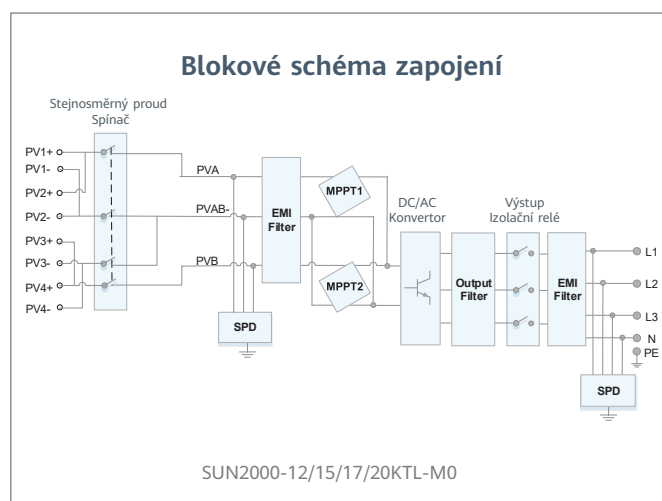 Blokové schéma zapojení
Stejnosměrný proud
Spínač
PV1+
PV1-
PV2+
PV2-
PV3+
PV3-
PV4+
PV4-
PVA
PVAB-
PVB
EMI
Filter
SPD
MPPT1
MPPT2
DC/AC
Konvertor
Output
Filter
Výstup
Izolační relé
EMI
Filter
L1
L2
L3
N
PE
SPD
SUN2000-12/15/17/20KTL-M0